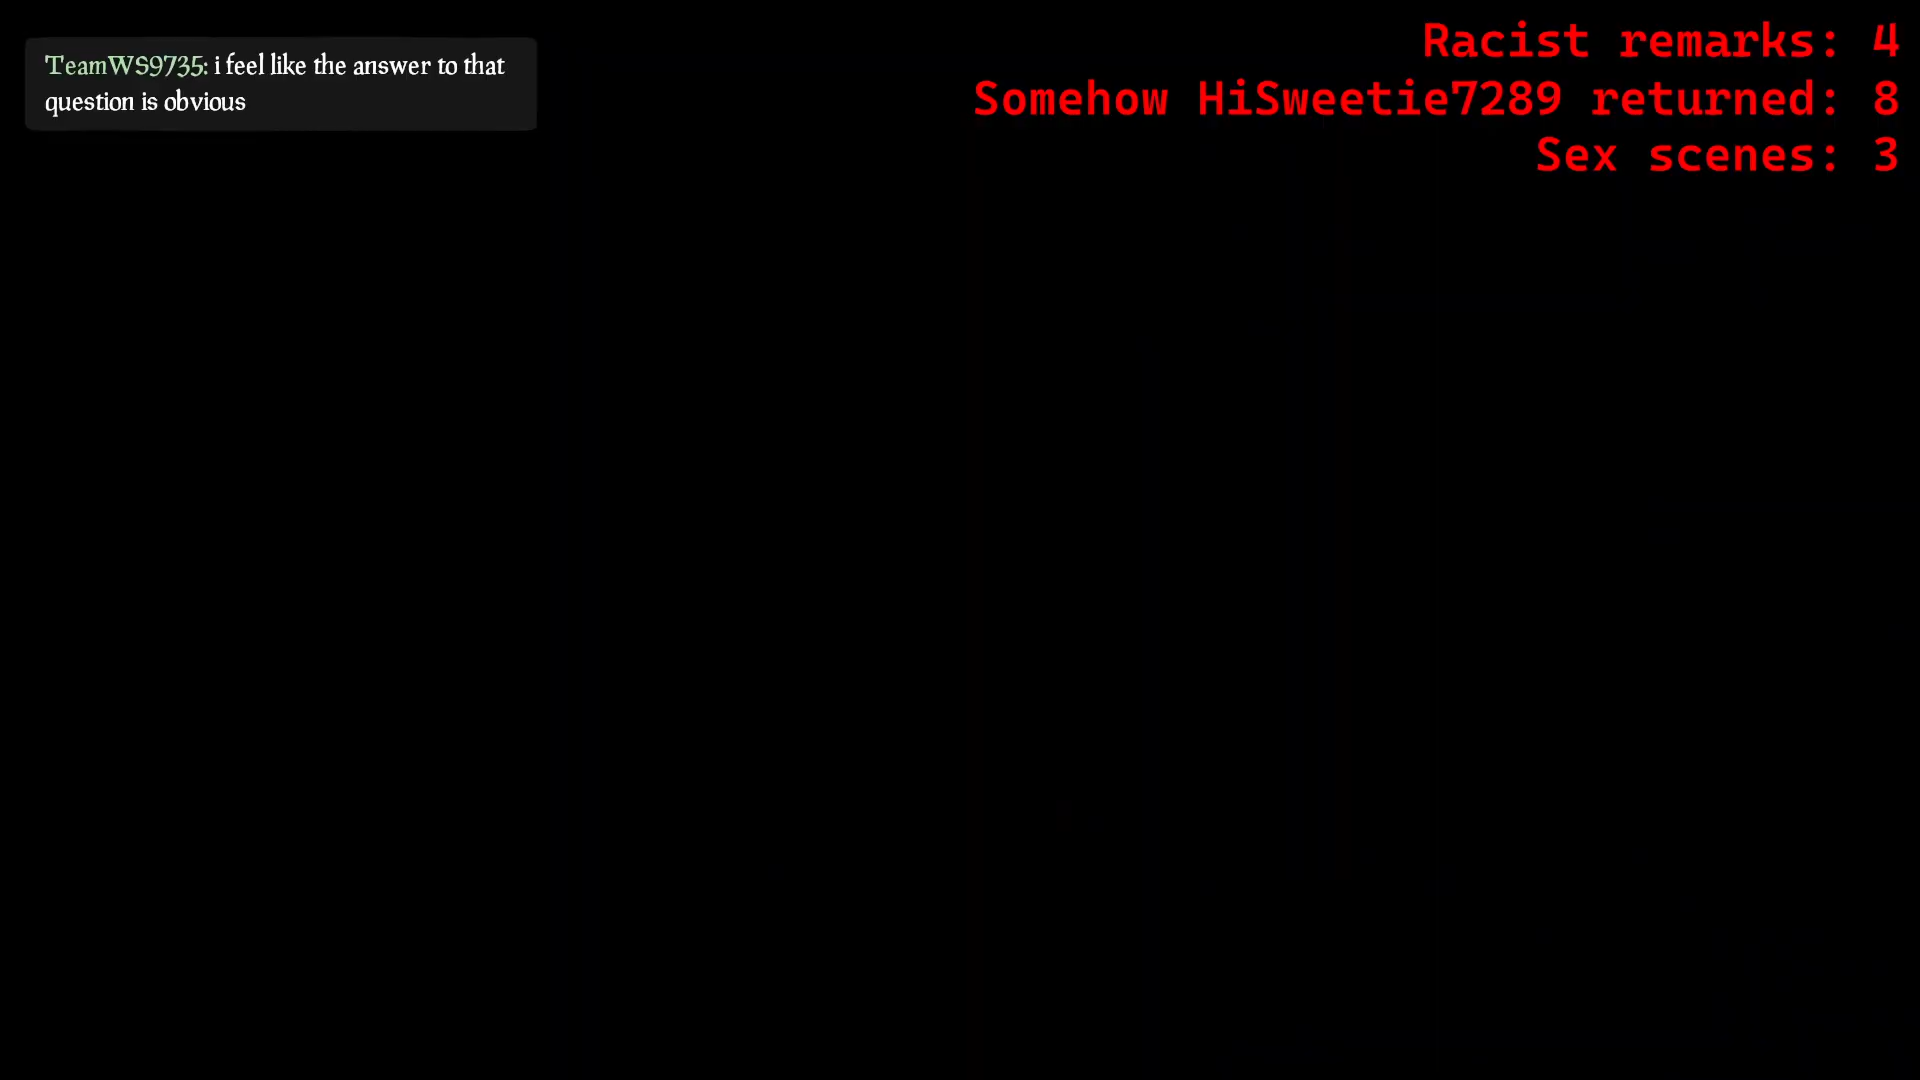 TeamWS9735: i feel like the answer to that
question is obvious
Racist remarks: 4
Somehow HiSweetie7289 returned: 8
Sex scenes: 3